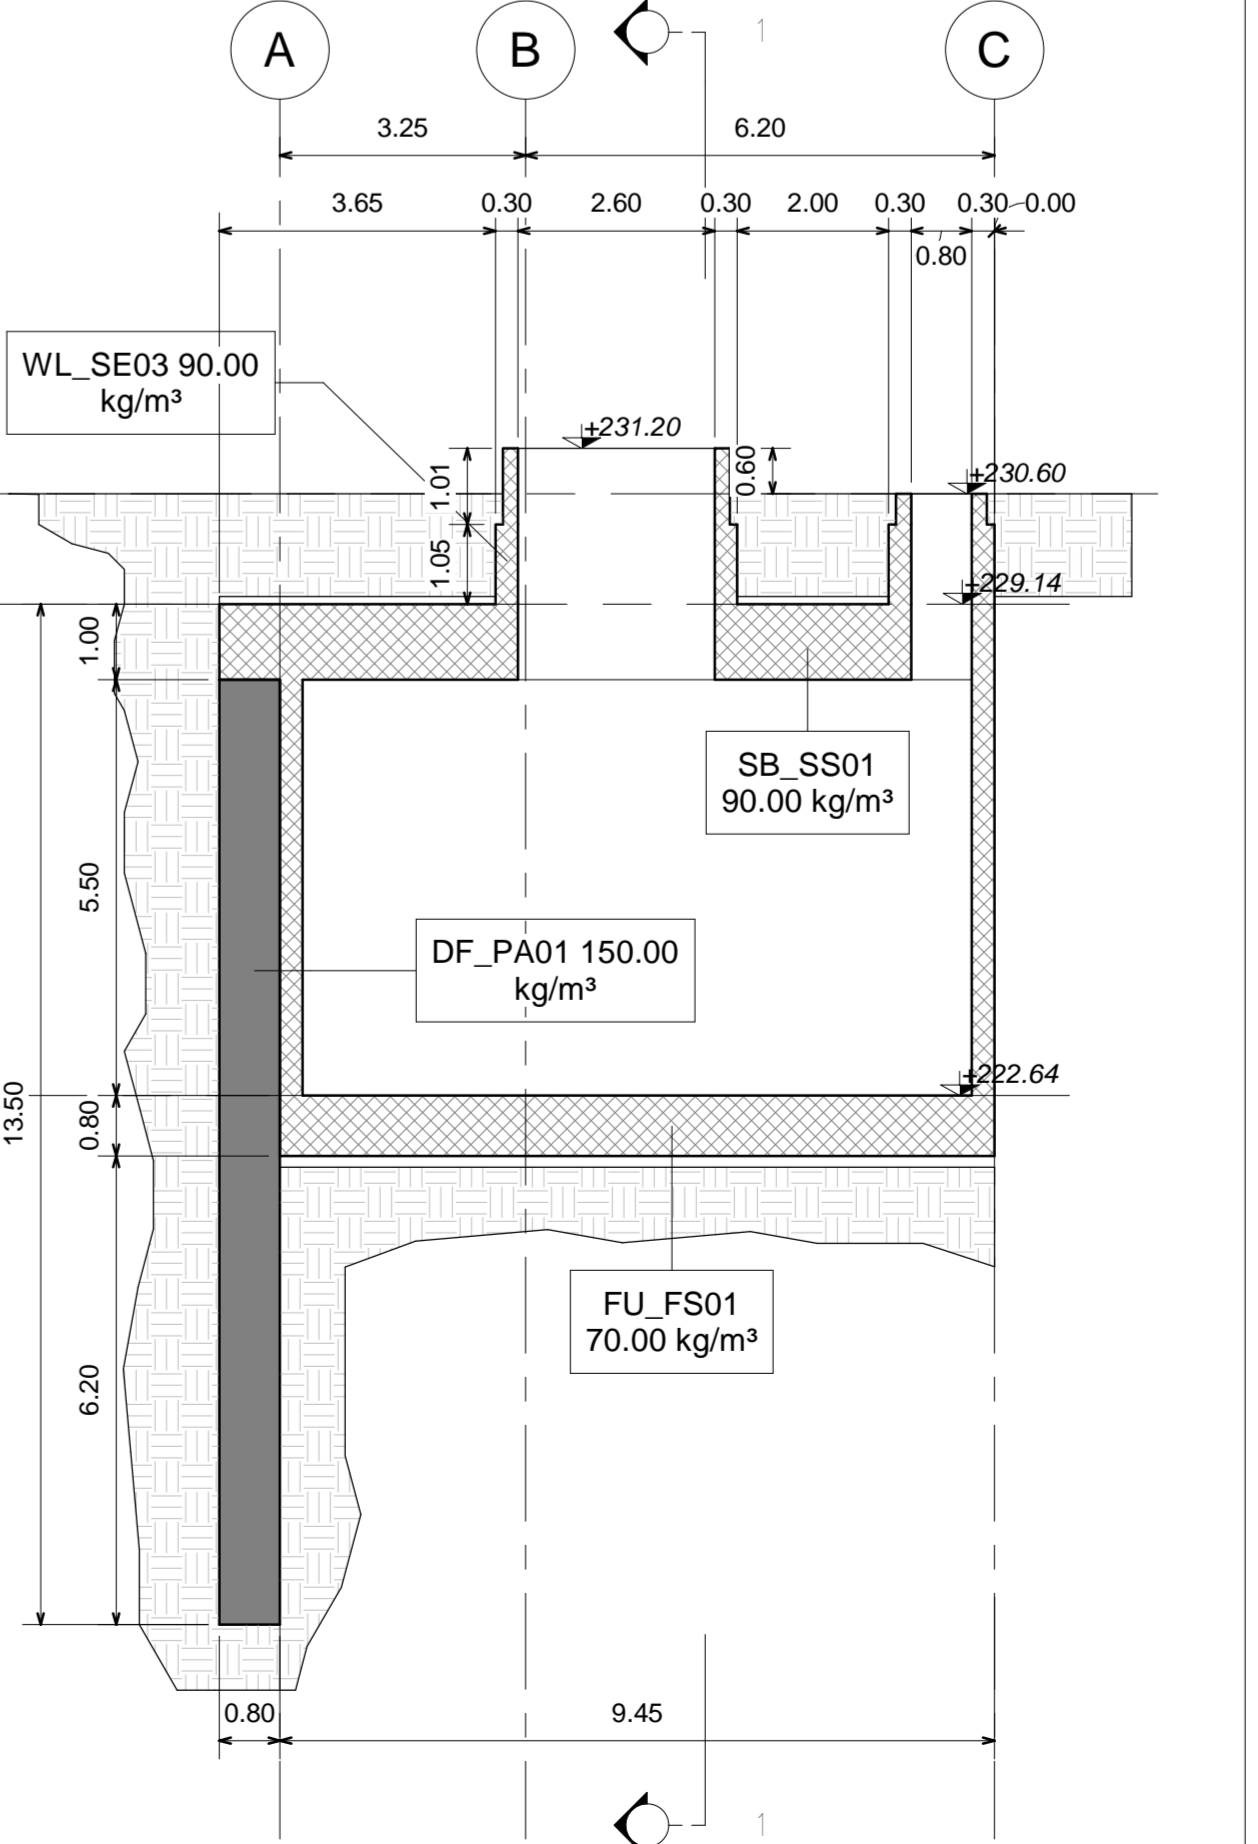 A
B
C
1
3.25
6.20
3.65
0.30
2.60
0.30
2.00
0.30
0.30
0.00
0.80
WL_SE03 90.00
kg/m³
+231.20
1.01
0.60
+230.60
1.05
+229.14
1.00
SB_SS01
90.00 kg/m³
5.50
DF_PA01 150.00
kg/m³
+222.64
13.50
0.80
FU_FS01
70.00 kg/m³
6.20
0.80
9.45
1